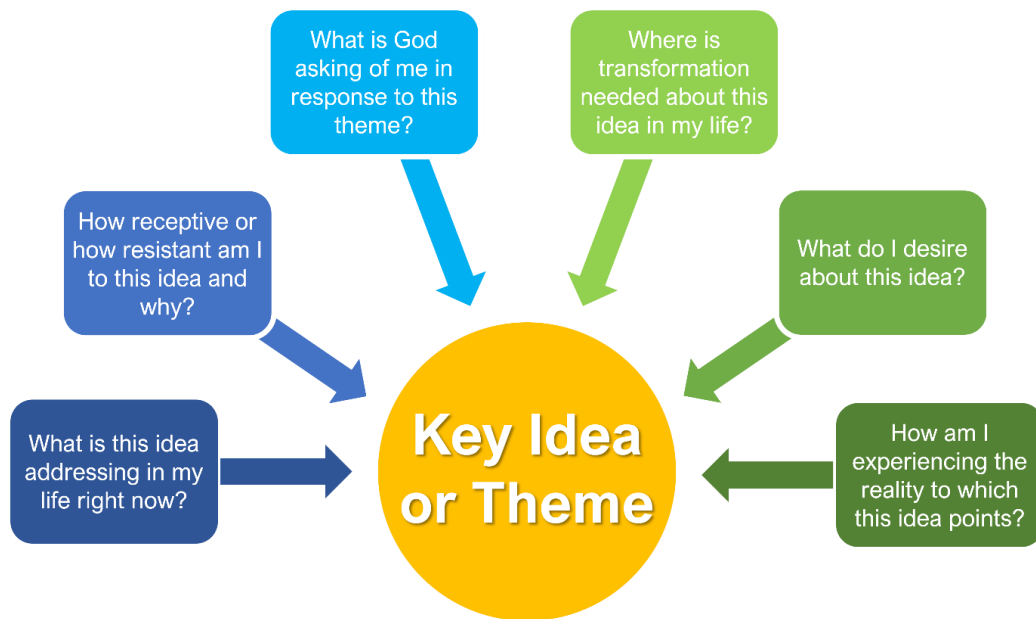 What is God
asking of me in
response to this
theme?
Where is
transformation
needed about this
idea in my life?
How receptive or
how resistant am I
to this idea and
why?
What do I desire
about this idea?
What is this idea
addressing in my
life right now?
Key Idea
or Theme
How am I
experiencing the
reality to which
this idea points?